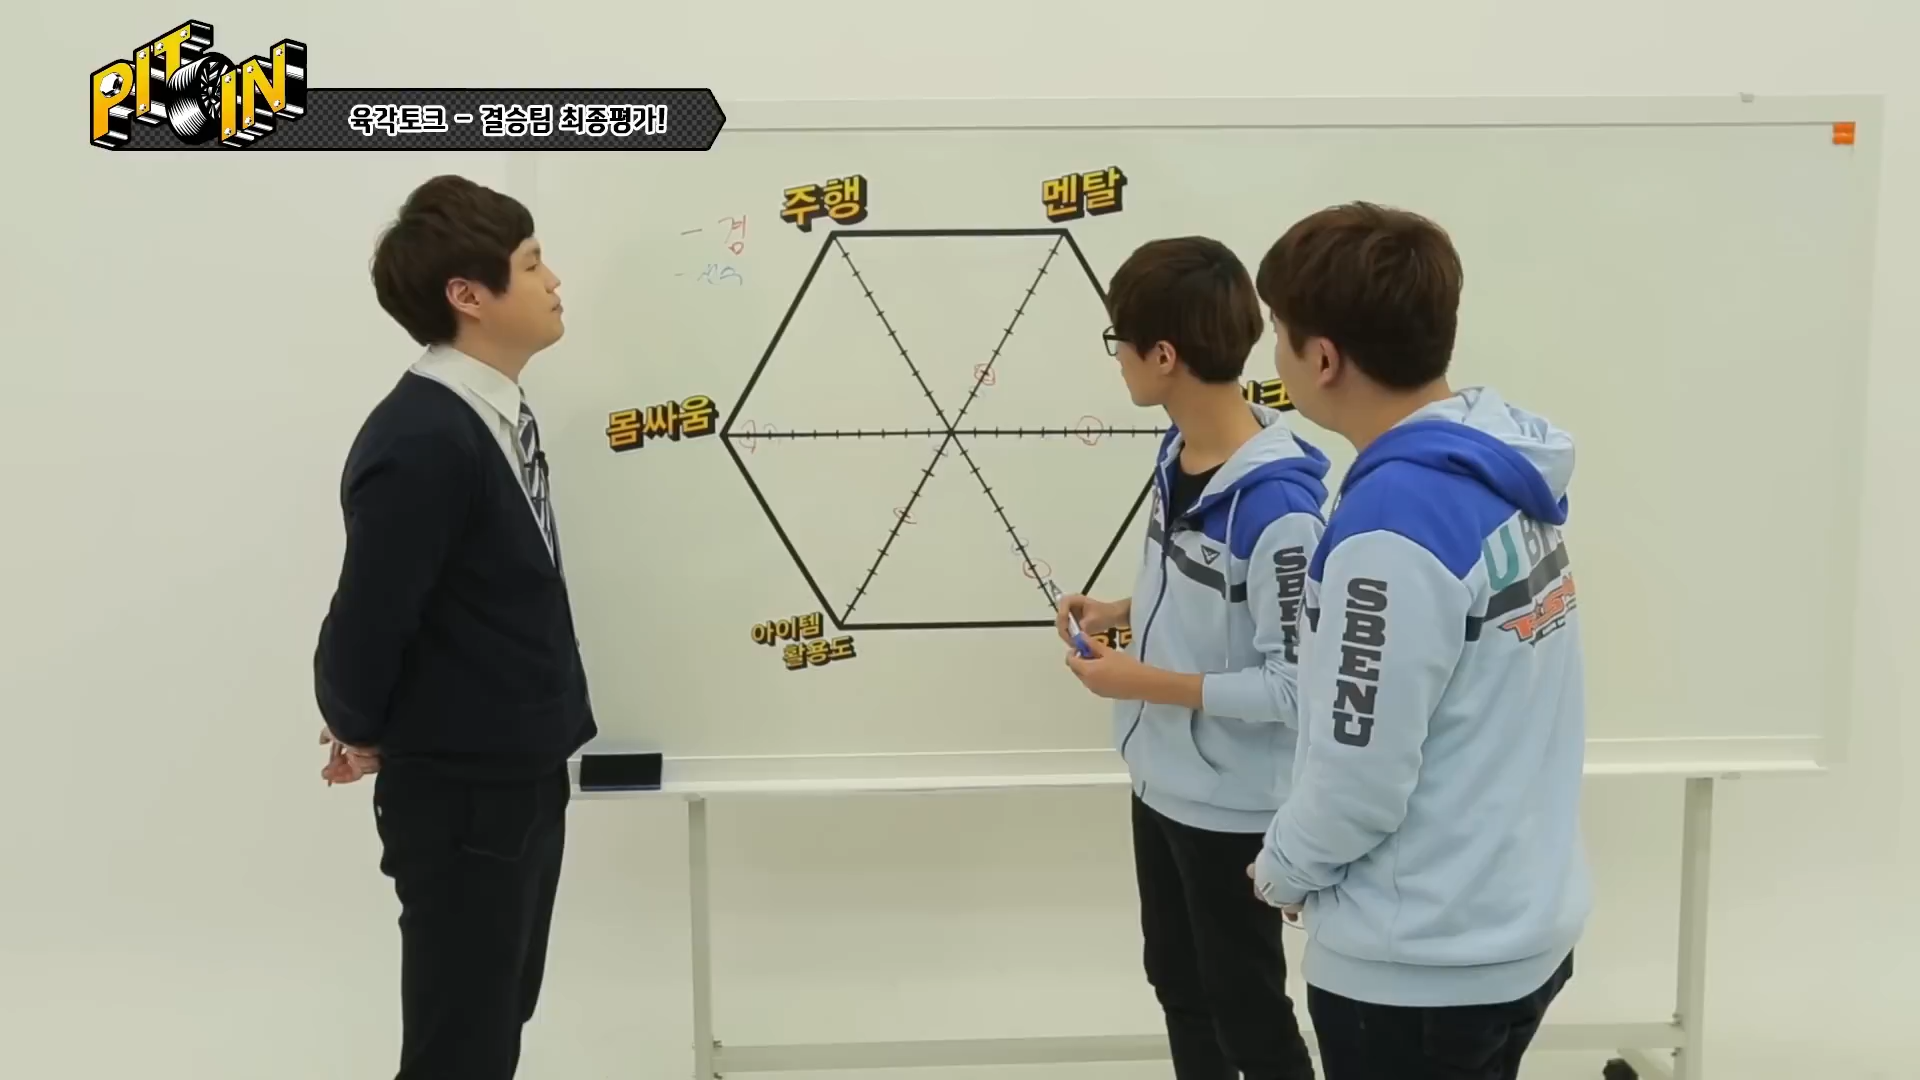 PIT IN
육각토크 - 결승팀 최종평가!
주행
멘탈
- 경
몸싸움
아이템
활용도
SBENU
SBENU